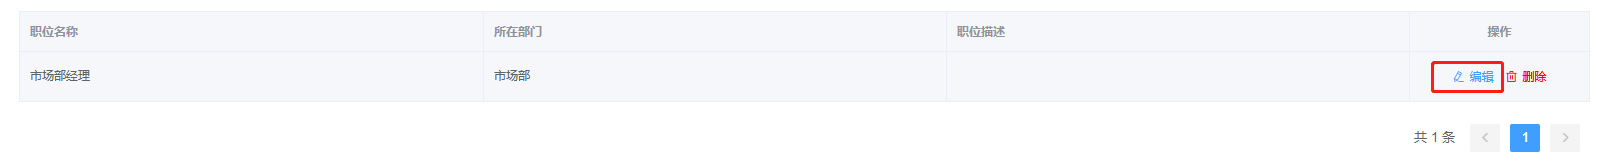 职位名称 所在部门 职位描述 操作
市场部经理 市场部 编辑 删除
共 1 条 1